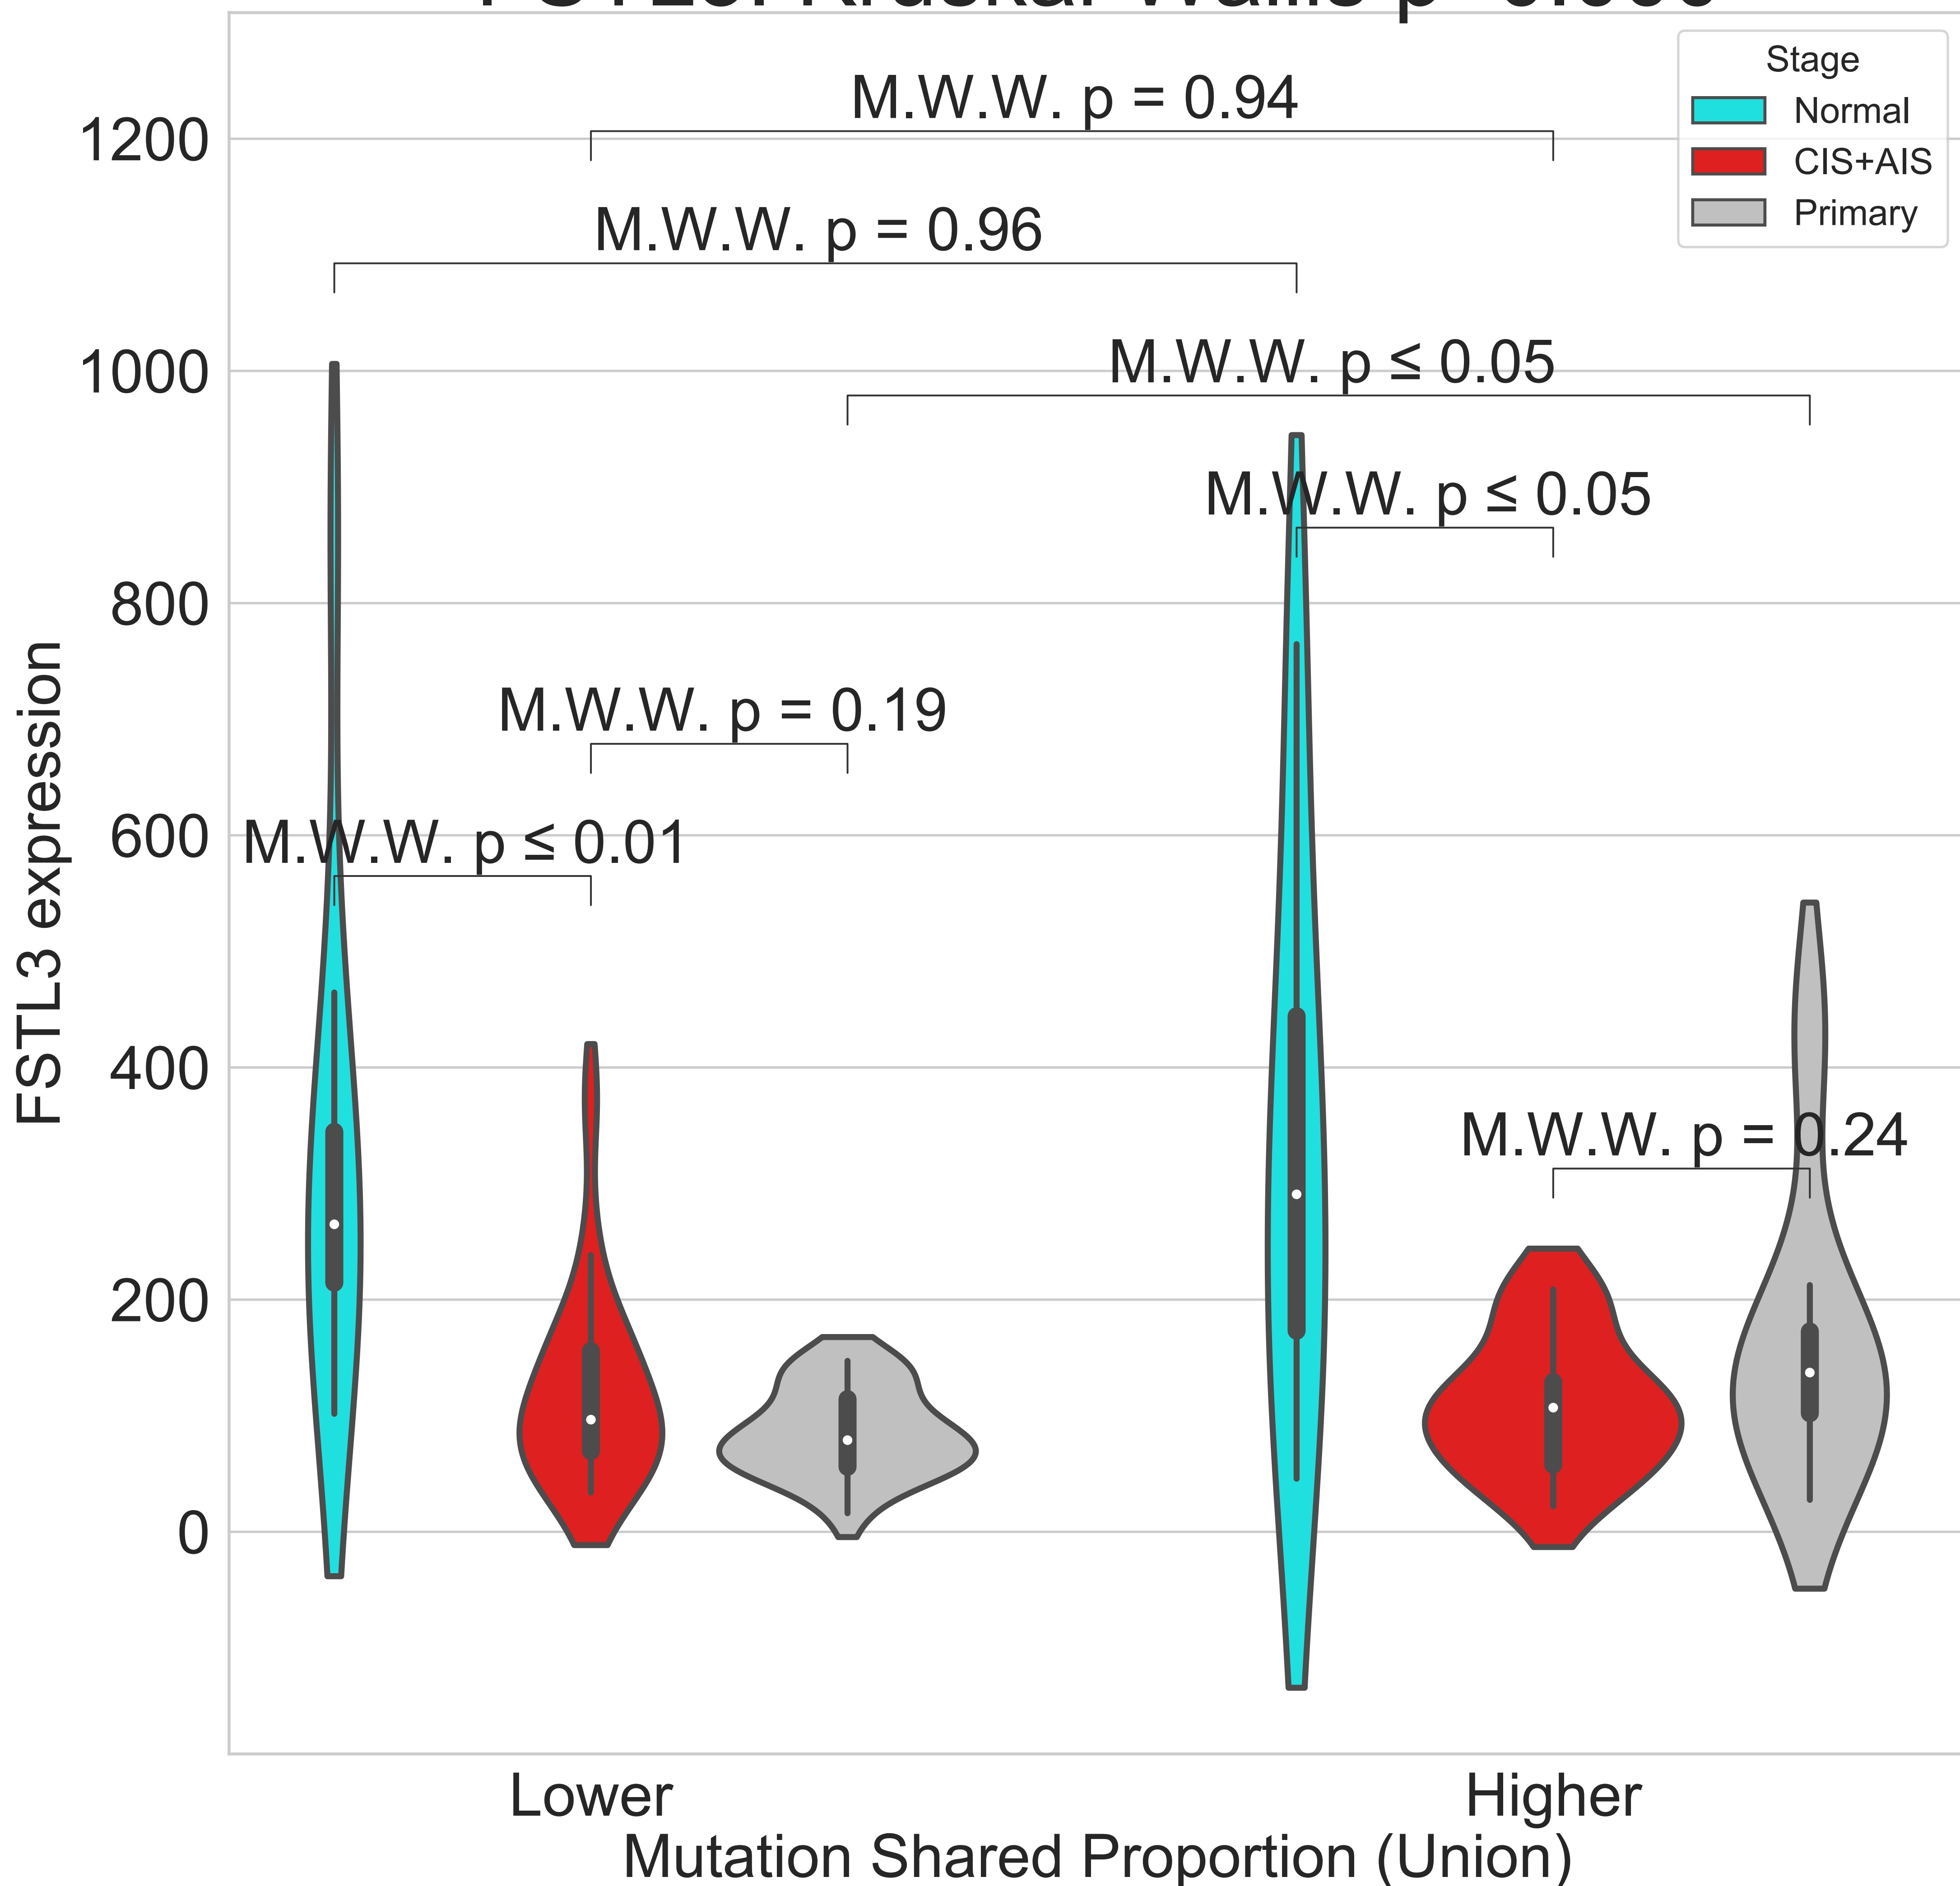 Stage
Normal
CIS+AIS
Primary
M.W.W. p = 0.94
M.W.W. p = 0.96
M.W.W. p ≤ 0.05
M.W.W. p ≤ 0.05
M.W.W. p = 0.19
M.W.W. p ≤ 0.01
M.W.W. p = 0.24
1200
1000
800
600
400
200
0
FSTL3 expression
Lower
Higher
Mutation Shared Proportion (Union)